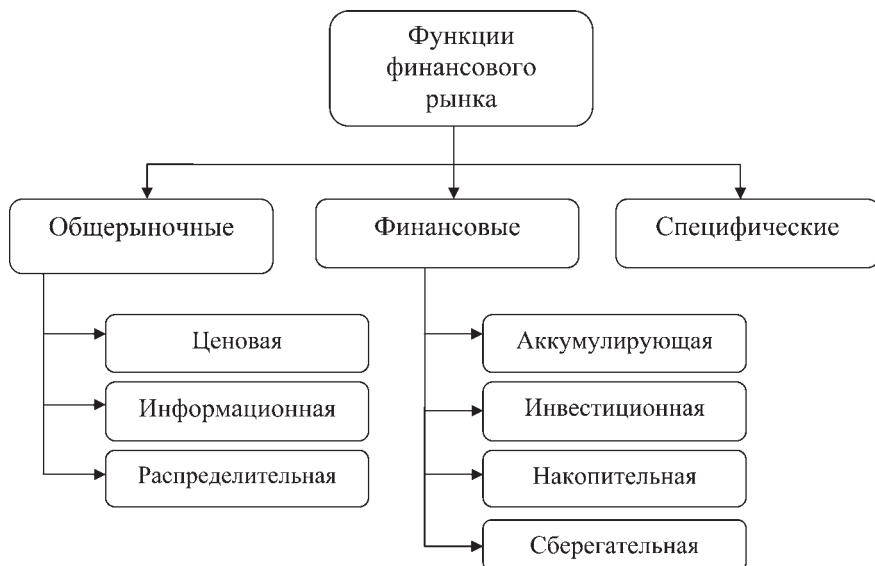 Функции
финансового
рынка
Общерыночные
Финансовые
Специфические
Ценовая
Информационная
Распределительная
Аккумулирующая
Инвестиционная
Накопительная
Сберегательная